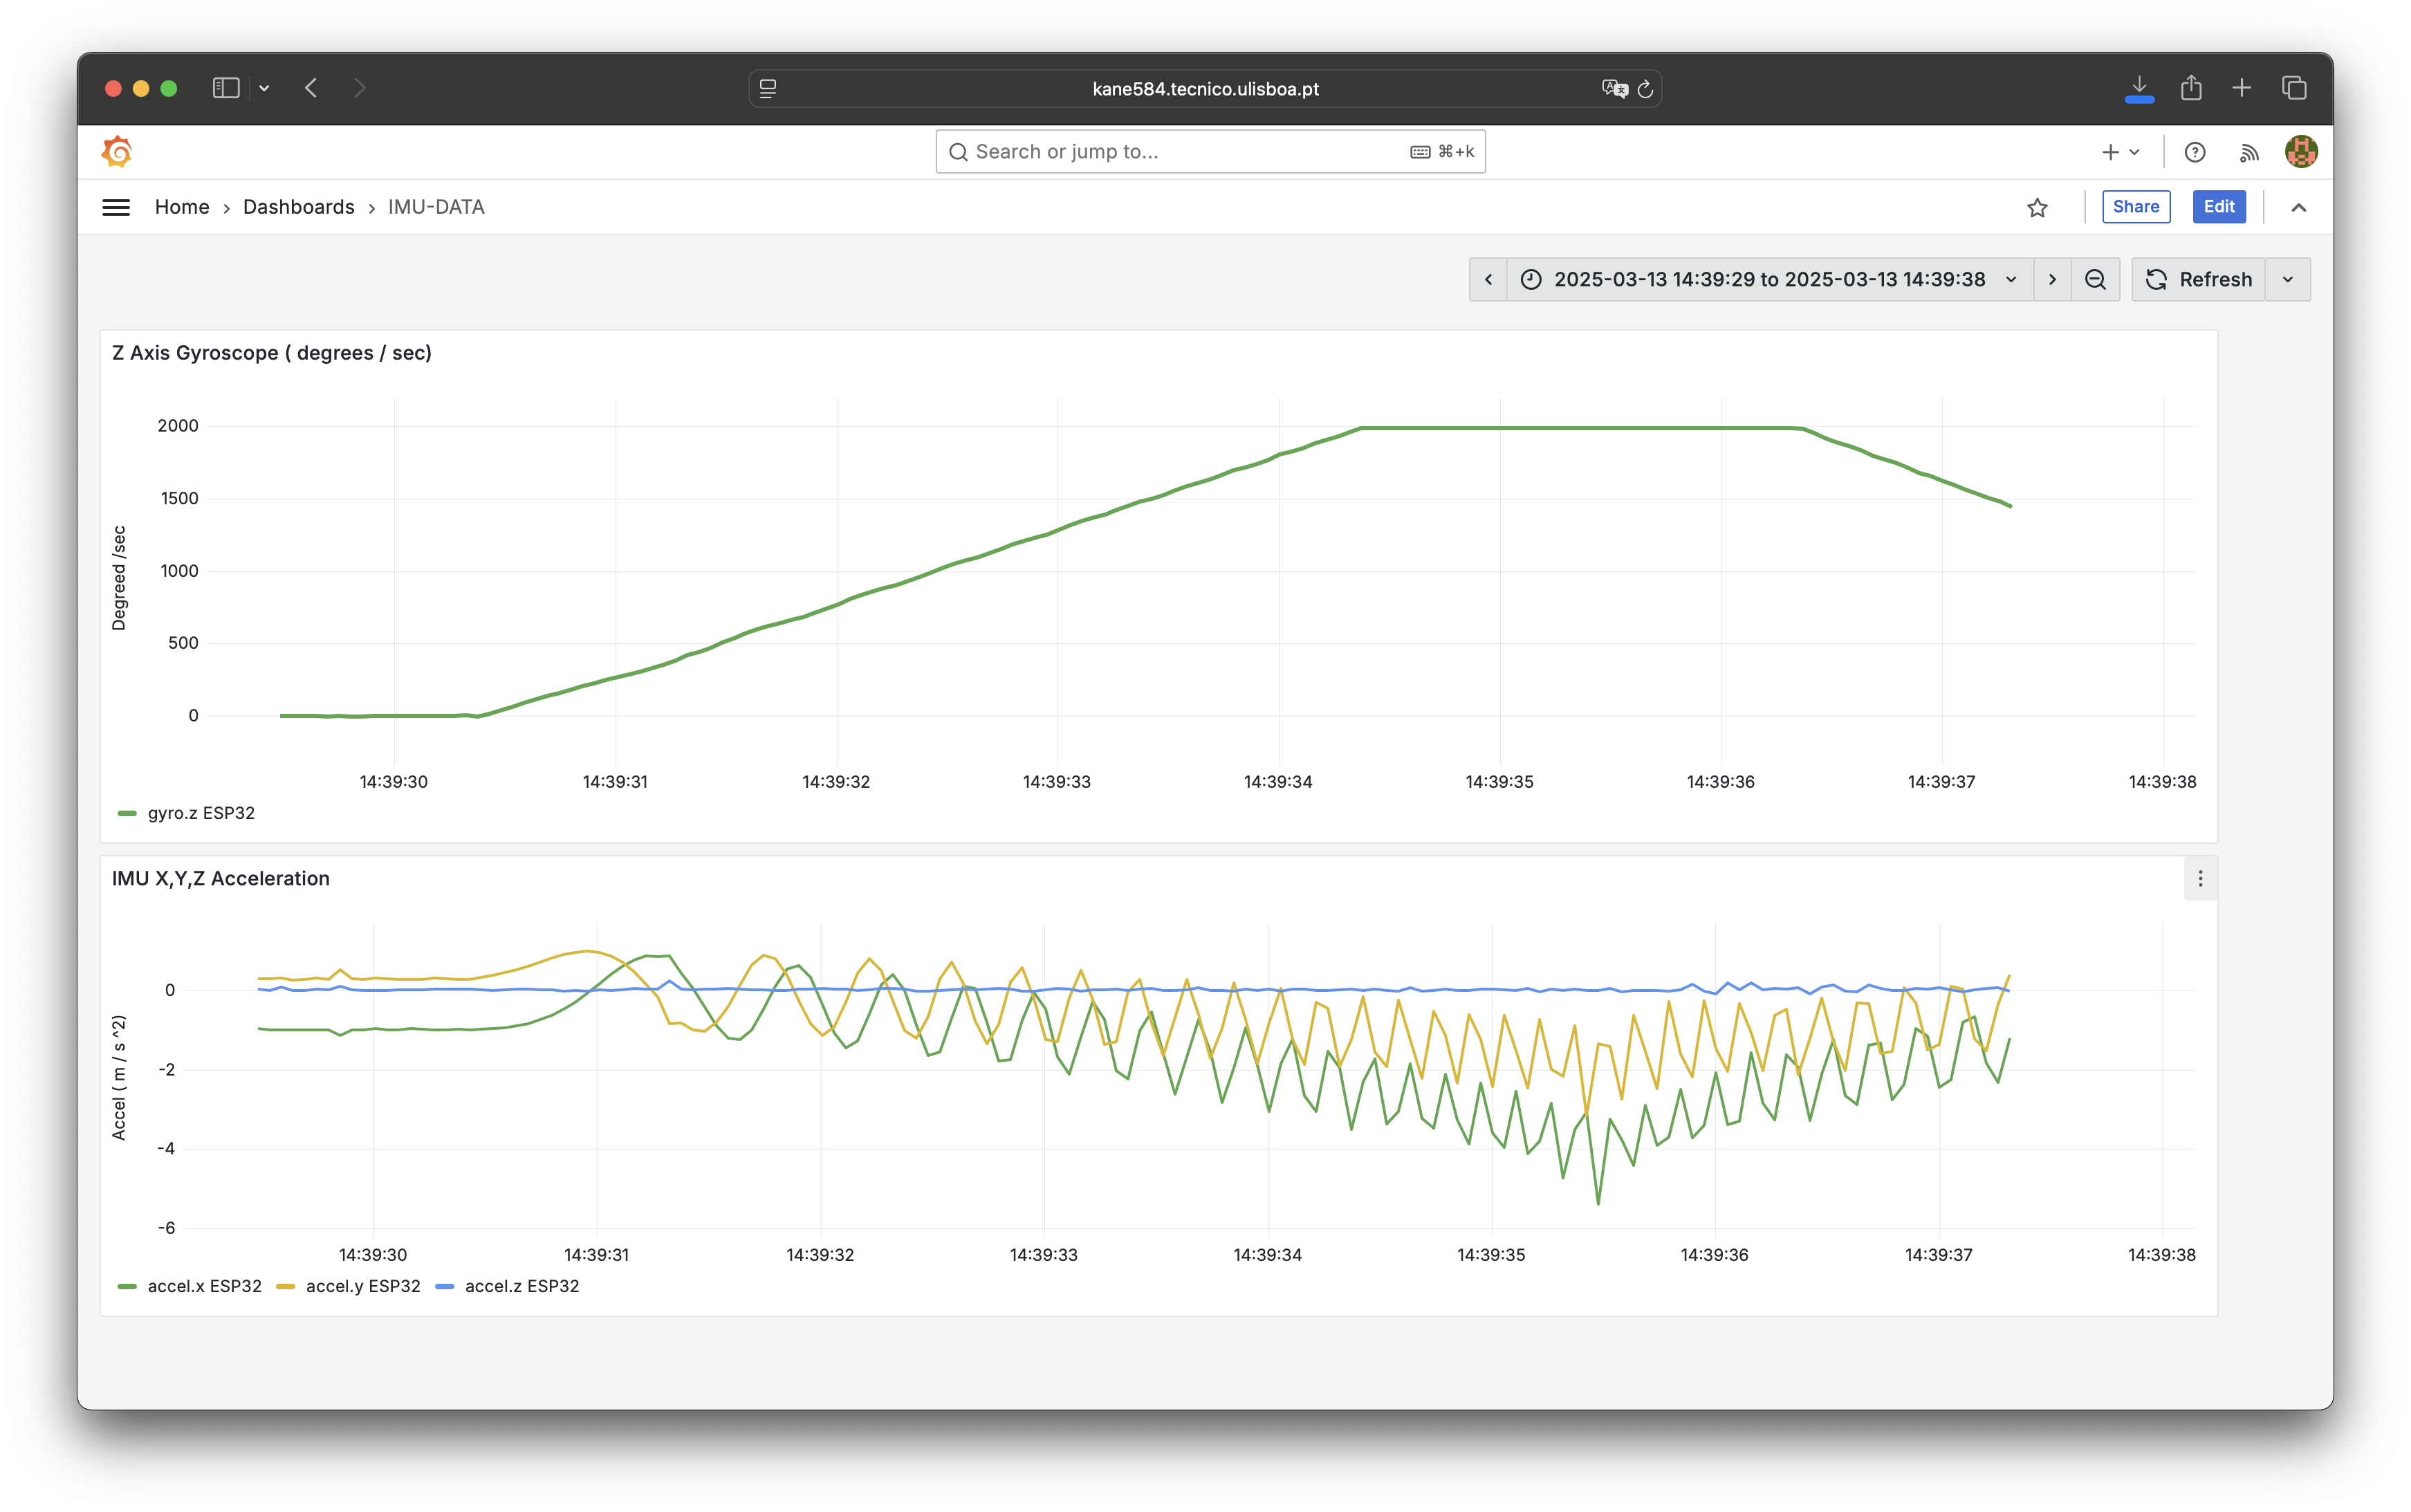 kane584.tecnico.ulisboa.pt
Search or jump to... ⌘+k
Home › Dashboards › IMU-DATA
Share Edit
2025-03-13 14:39:29 to 2025-03-13 14:39:38 Refresh
Z Axis Gyroscope ( degrees / sec)
Degreed /sec
2000
1500
1000
500
0
14:39:30 14:39:31 14:39:32 14:39:33 14:39:34 14:39:35 14:39:36 14:39:37 14:39:38
gyro.z ESP32
IMU X,Y,Z Acceleration
Accel ( m / s ^2)
0
-2
-4
-6
14:39:30 14:39:31 14:39:32 14:39:33 14:39:34 14:39:35 14:39:36 14:39:37 14:39:38
accel.x ESP32 accel.y ESP32 accel.z ESP32